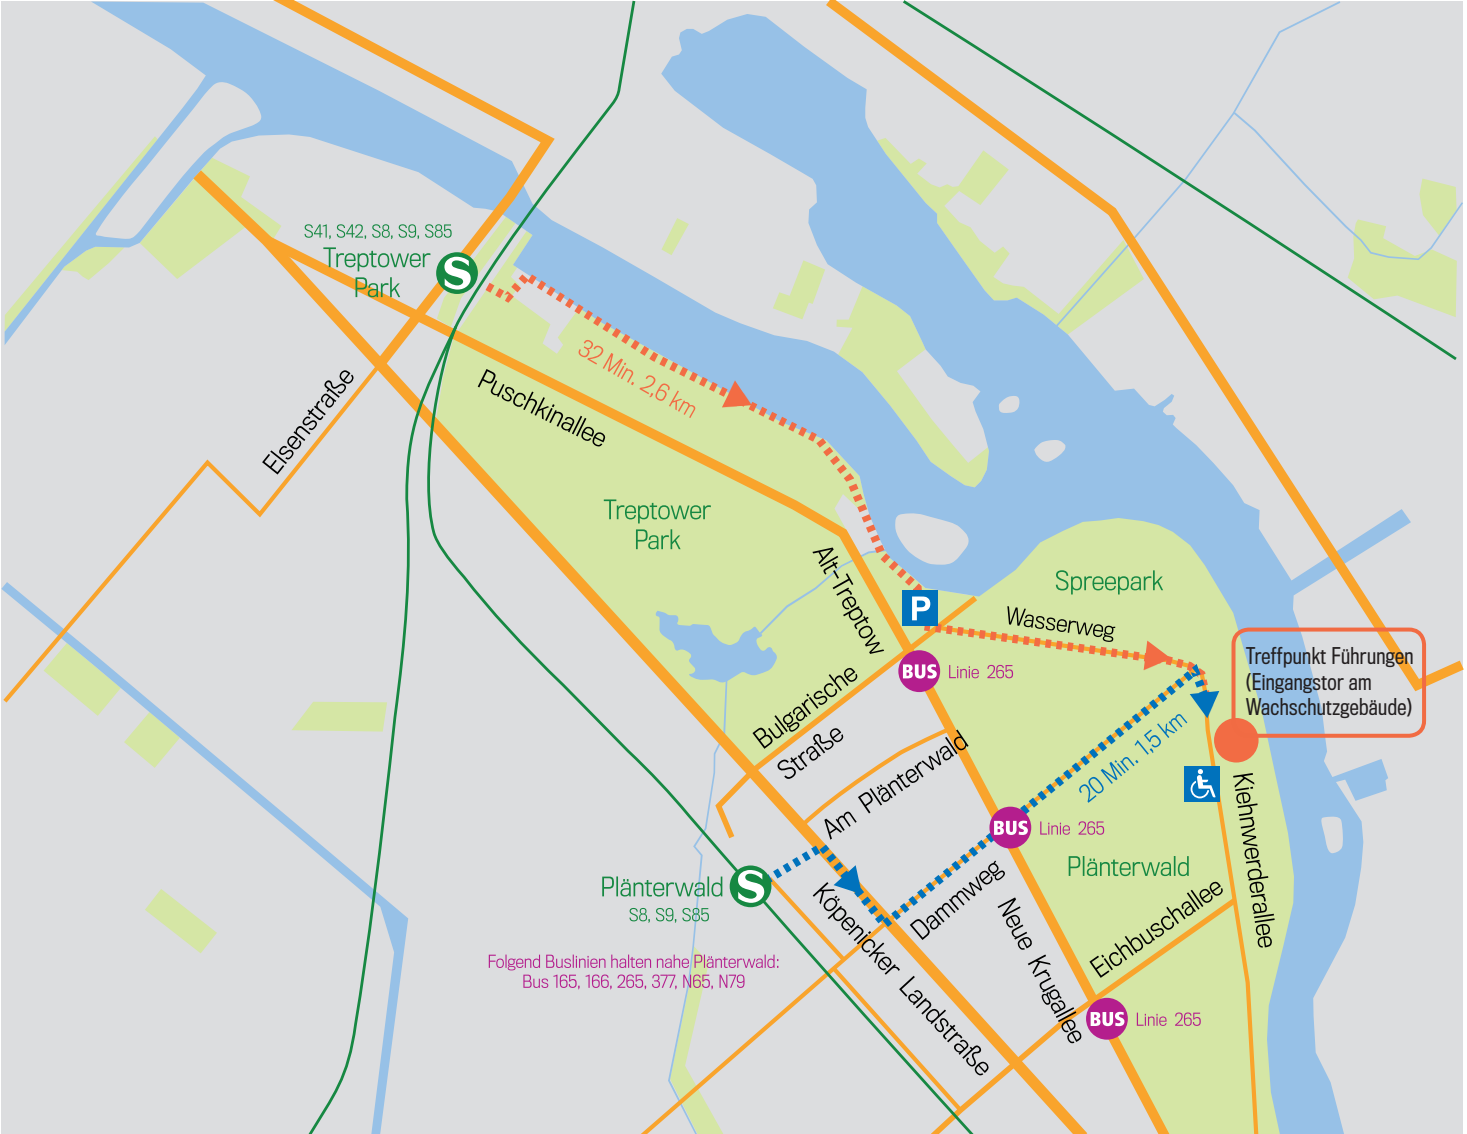 S41, S42, S8, S9, S85
Treptower
Park
S
32 Min. 2,6 km
Puschkinallee
Elsenstraße
Treptower
Park
Alt-Treptow
Spreepark
P
Wasserweg
BUS
Linie 265
Treffpunkt Führungen
(Eingangstor am
Wachschutzgebäude)
Bulgarische
Straße
Am Plänterwald
20 Min. 1,5 km
Kiehnwerderallee
BUS
Linie 265
Plänterwald
Plänterwald
S
S8, S9, S85
Köpenicker Landstraße
Dammweg
Neue Krugallee
Eichbuschallee
Folgend Buslinien halten nahe Plänterwald:
Bus 165, 166, 265, 377, N65, N79
BUS
Linie 265